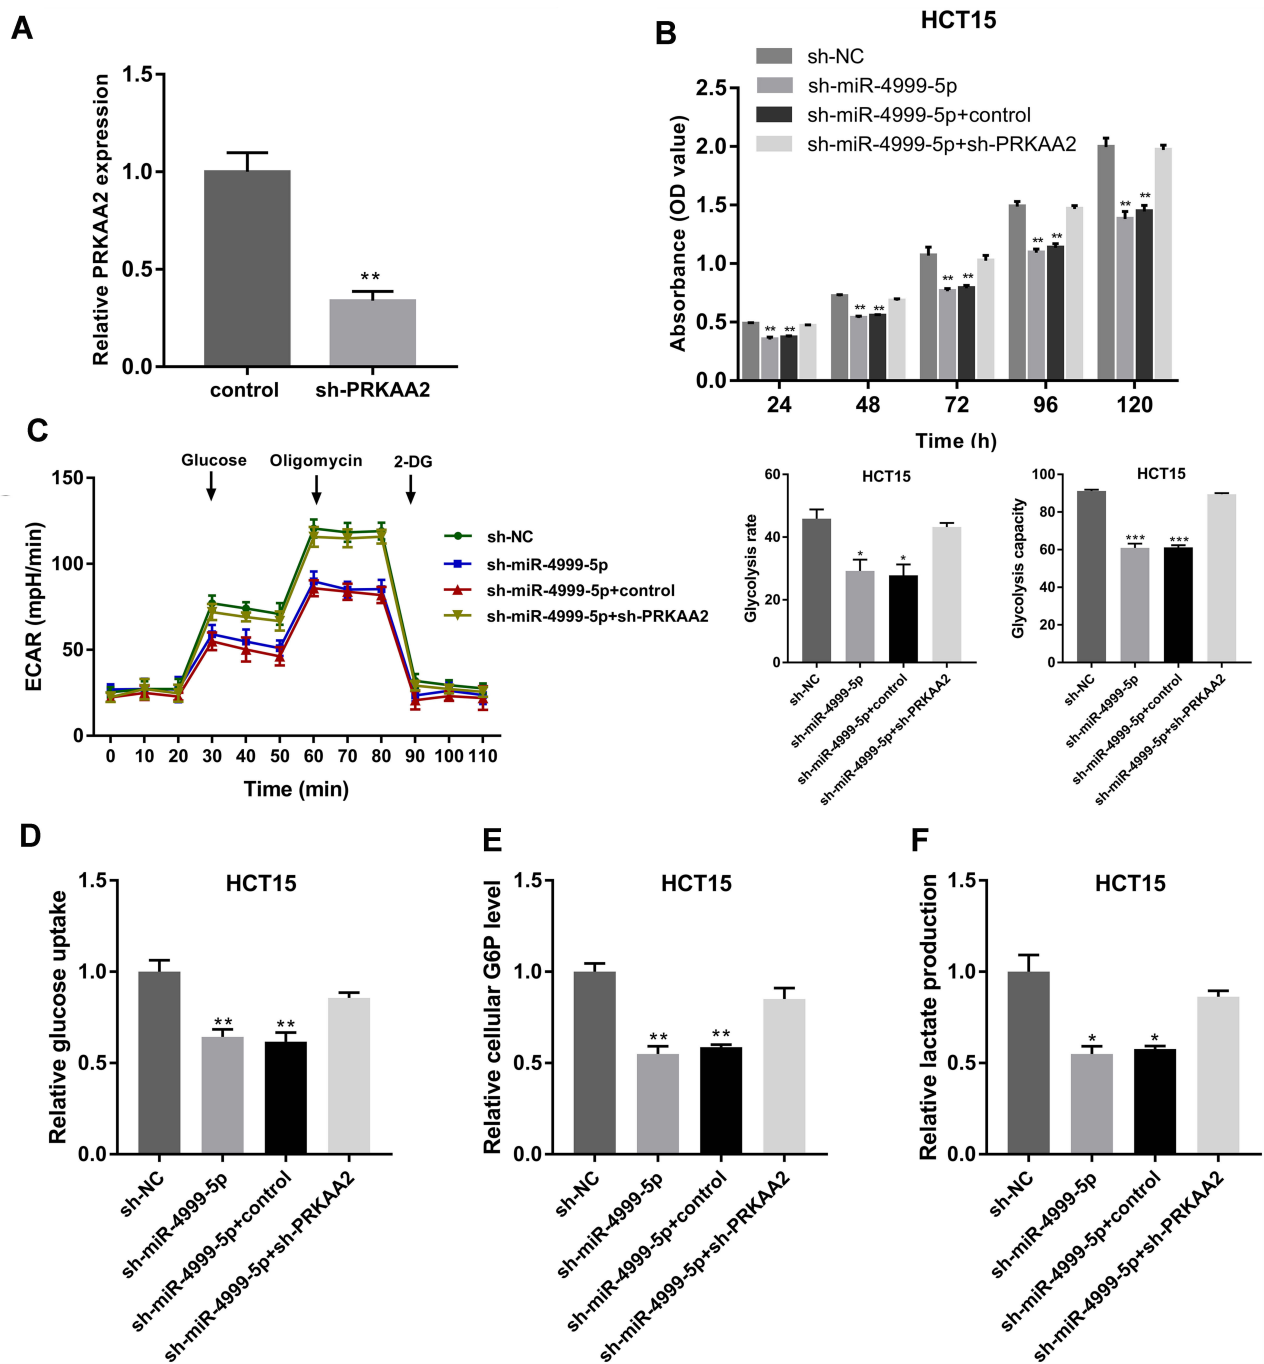 A
Relative PRKAA2 expression
1.5
1.0
0.5
0.0
**
control
sh-PRKAA2
B
HCT15
sh-NC
sh-miR-4999-5p
sh-miR-4999-5p+control
sh-miR-4999-5p+sh-PRKAA2
Absorbance (OD value)
2.5
2.0
1.5
1.0
0.5
0.0
** **
** **
** **
** **
** **
24 48 72 96 120
Time (h)
C
Glucose Oligomycin 2-DG
ECAR (mpH/min)
150
100
50
0
sh-NC
sh-miR-4999-5p
sh-miR-4999-5p+control
sh-miR-4999-5p+sh-PRKAA2
0 10 20 30 40 50 60 70 80 90 100 110
Time (min)
HCT15
Glycolysis rate
60
40
20
0
* *
sh-NC
sh-miR-4999-5p
sh-miR-4999-5p+control
sh-miR-4999-5p+sh-PRKAA2
HCT15
Glycolysis capacity
100
80
60
40
20
0
*** ***
sh-NC
sh-miR-4999-5p
sh-miR-4999-5p+control
sh-miR-4999-5p+sh-PRKAA2
D
HCT15
Relative glucose uptake
1.5
1.0
0.5
0.0
** **
sh-NC
sh-miR-4999-5p
sh-miR-4999-5p+control
sh-miR-4999-5p+sh-PRKAA2
E
HCT15
Relative cellular G6P level
1.5
1.0
0.5
0.0
** **
sh-NC
sh-miR-4999-5p
sh-miR-4999-5p+control
sh-miR-4999-5p+sh-PRKAA2
F
HCT15
Relative lactate production
1.5
1.0
0.5
0.0
* *
sh-NC
sh-miR-4999-5p
sh-miR-4999-5p+control
sh-miR-4999-5p+sh-PRKAA2